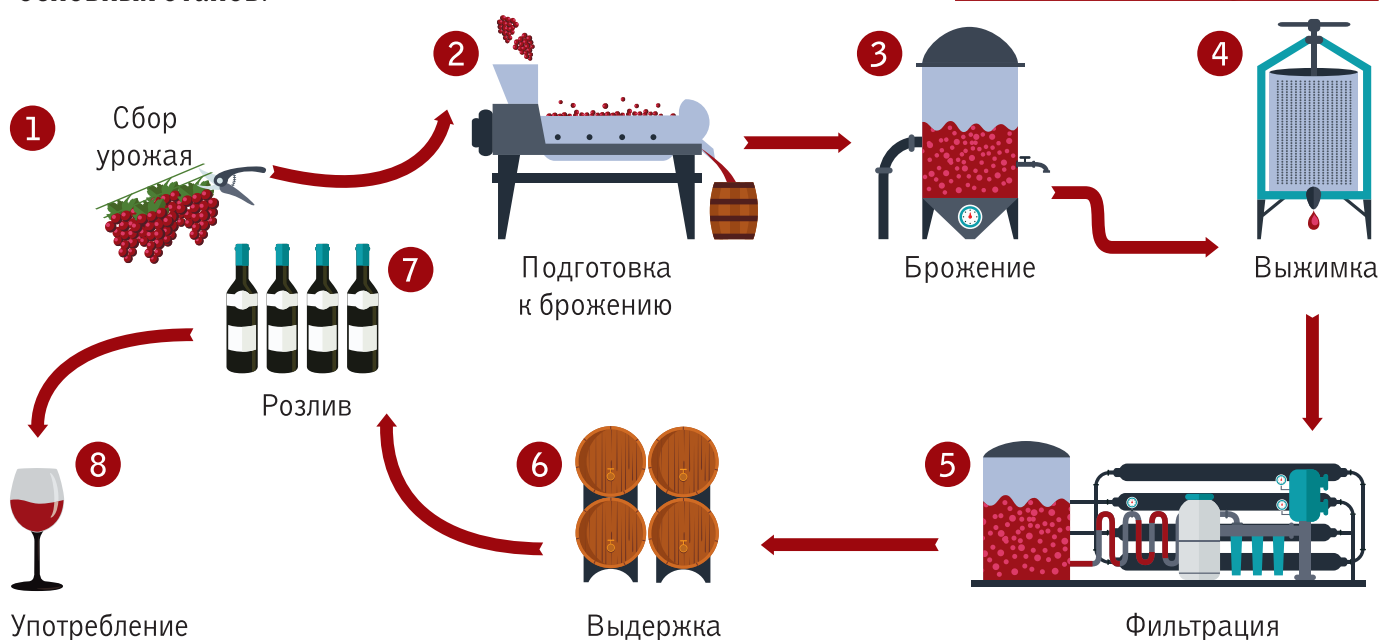 1
Сбор
урожая
2
Подготовка
к брожению
3
Брожение
4
Выжимка
5
Фильтрация
6
Выдержка
7
Розлив
8
Употребление